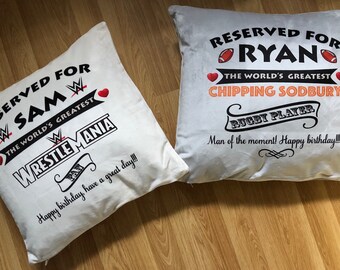 SERVED FOR
SAM
THE WORLD'S GREATEST
WRESTLEMANIA
FAN
Happy birthday have a great day!!!
RESERVED FOR
RYAN
THE WORLD'S GREATEST
CHIPPING SODBURY
RUGBY PLAYER
Man of the moment! Happy birthday!!!